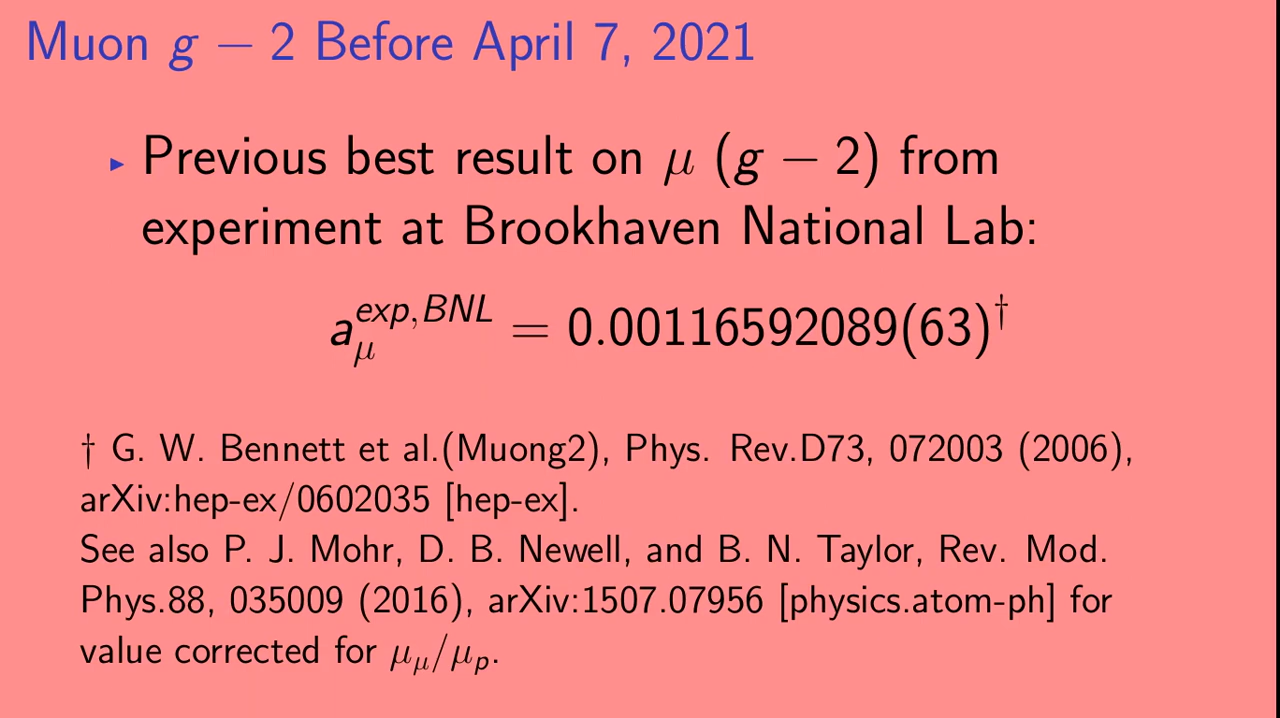 Muon g − 2 Before April 7, 2021
▸ Previous best result on μ (g − 2) from
experiment at Brookhaven National Lab:
a_μ^{exp,BNL} = 0.00116592089(63)^†
† G. W. Bennett et al.(Muong2), Phys. Rev.D73, 072003 (2006),
arXiv:hep-ex/0602035 [hep-ex].
See also P. J. Mohr, D. B. Newell, and B. N. Taylor, Rev. Mod.
Phys.88, 035009 (2016), arXiv:1507.07956 [physics.atom-ph] for
value corrected for μ_μ/μ_p.